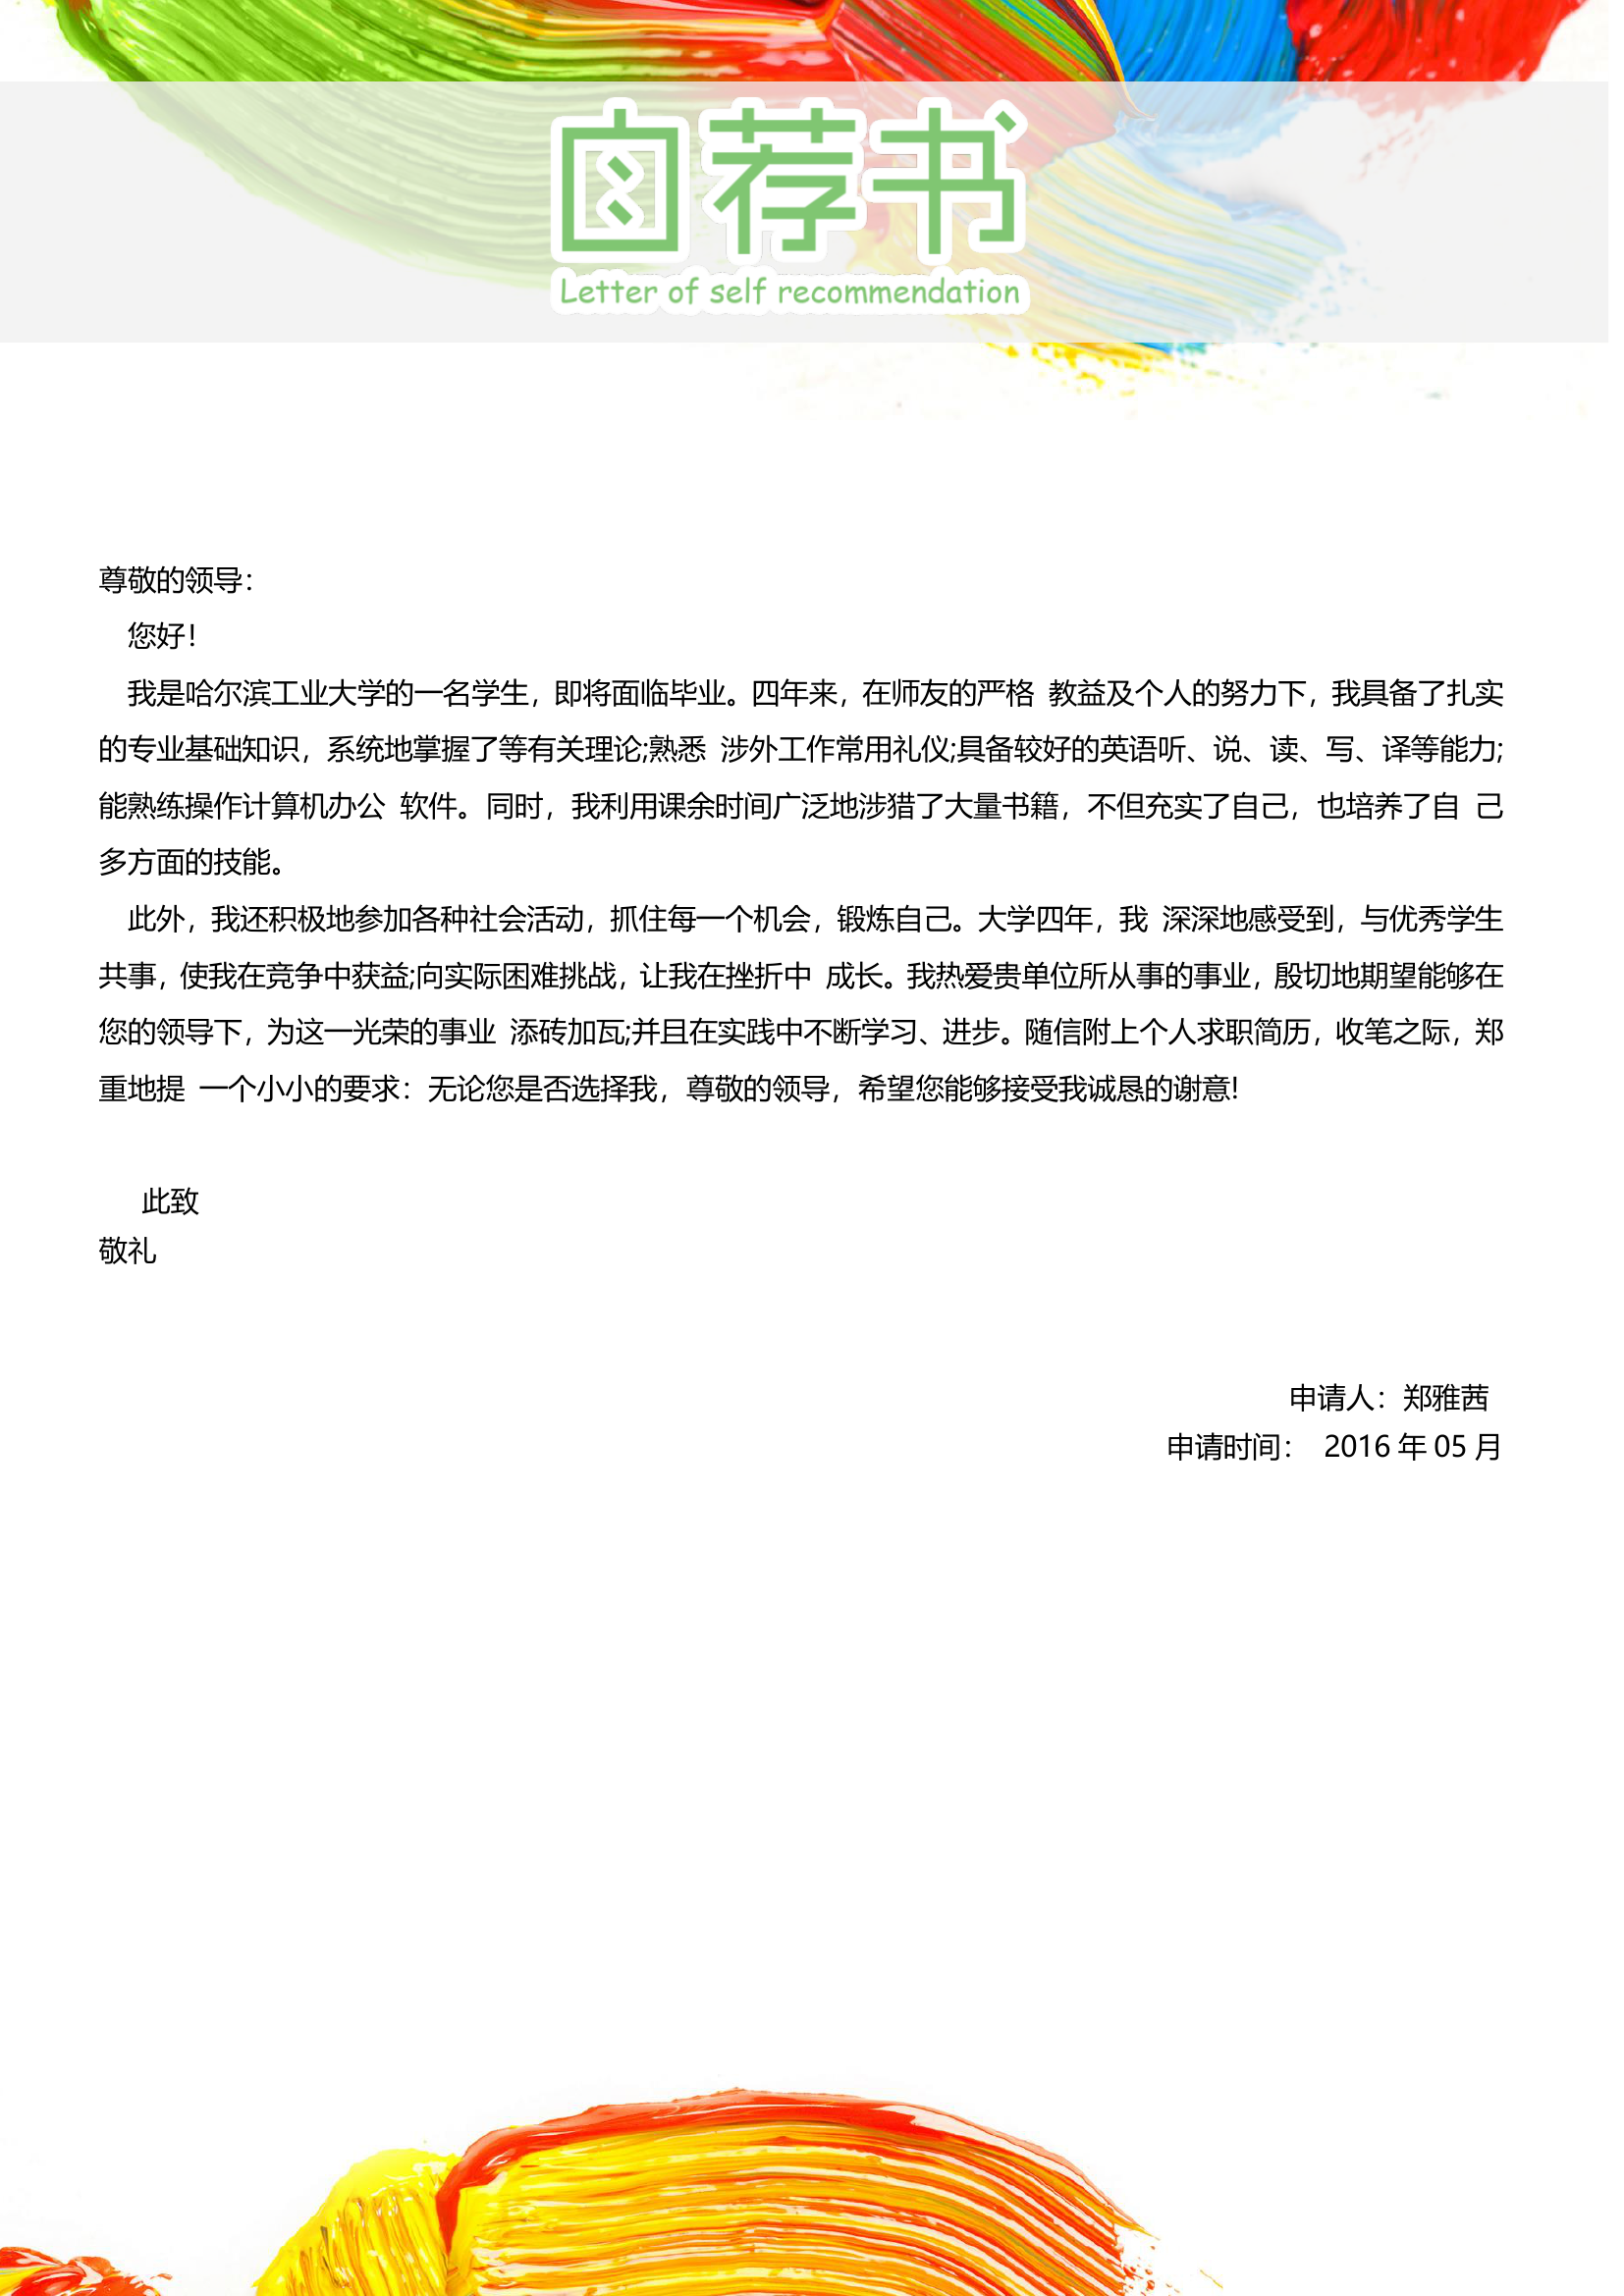 自荐书
Letter of self recommendation
尊敬的领导：
您好！
我是哈尔滨工业大学的一名学生，即将面临毕业。四年来，在师友的严格 教益及个人的努力下，我具备了扎实
的专业基础知识，系统地掌握了等有关理论;熟悉 涉外工作常用礼仪;具备较好的英语听、说、读、写、译等能力;
能熟练操作计算机办公 软件。同时，我利用课余时间广泛地涉猎了大量书籍，不但充实了自己，也培养了自 己
多方面的技能。
此外，我还积极地参加各种社会活动，抓住每一个机会，锻炼自己。大学四年，我 深深地感受到，与优秀学生
共事，使我在竞争中获益;向实际困难挑战，让我在挫折中 成长。我热爱贵单位所从事的事业，殷切地期望能够在
您的领导下，为这一光荣的事业 添砖加瓦;并且在实践中不断学习、进步。随信附上个人求职简历，收笔之际，郑
重地提 一个小小的要求：无论您是否选择我，尊敬的领导，希望您能够接受我诚恳的谢意!
此致
敬礼
申请人：郑雅茜
申请时间： 2016 年 05 月